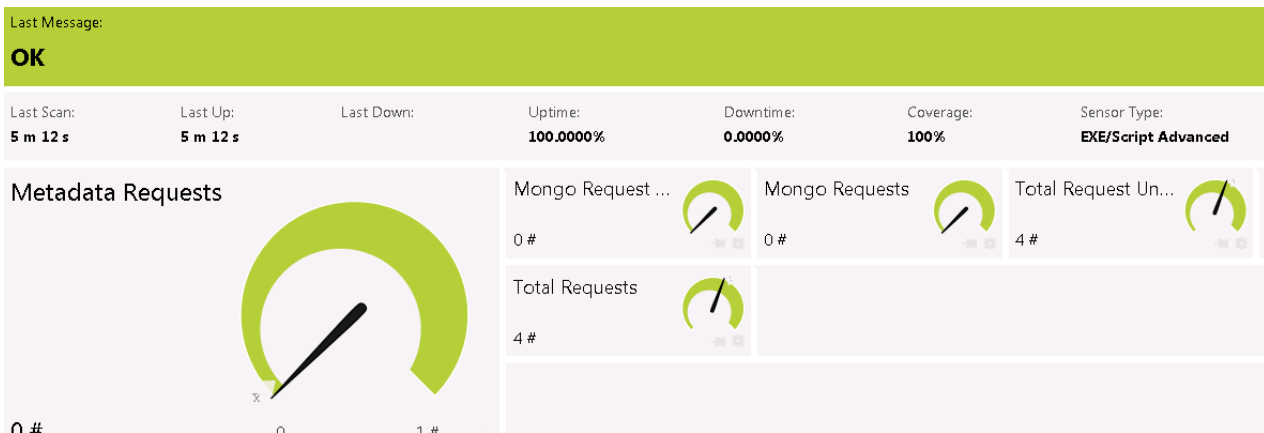 Last Message:
OK
Last Scan: Last Up: Last Down: Uptime: Downtime: Coverage: Sensor Type:
5 m 12 s 5 m 12 s 100.0000% 0.0000% 100% EXE/Script Advanced
Metadata Requests
0 #
0 1 #
Mongo Request ...
0 #
Mongo Requests
0 #
Total Request Un...
4 #
Total Requests
4 #